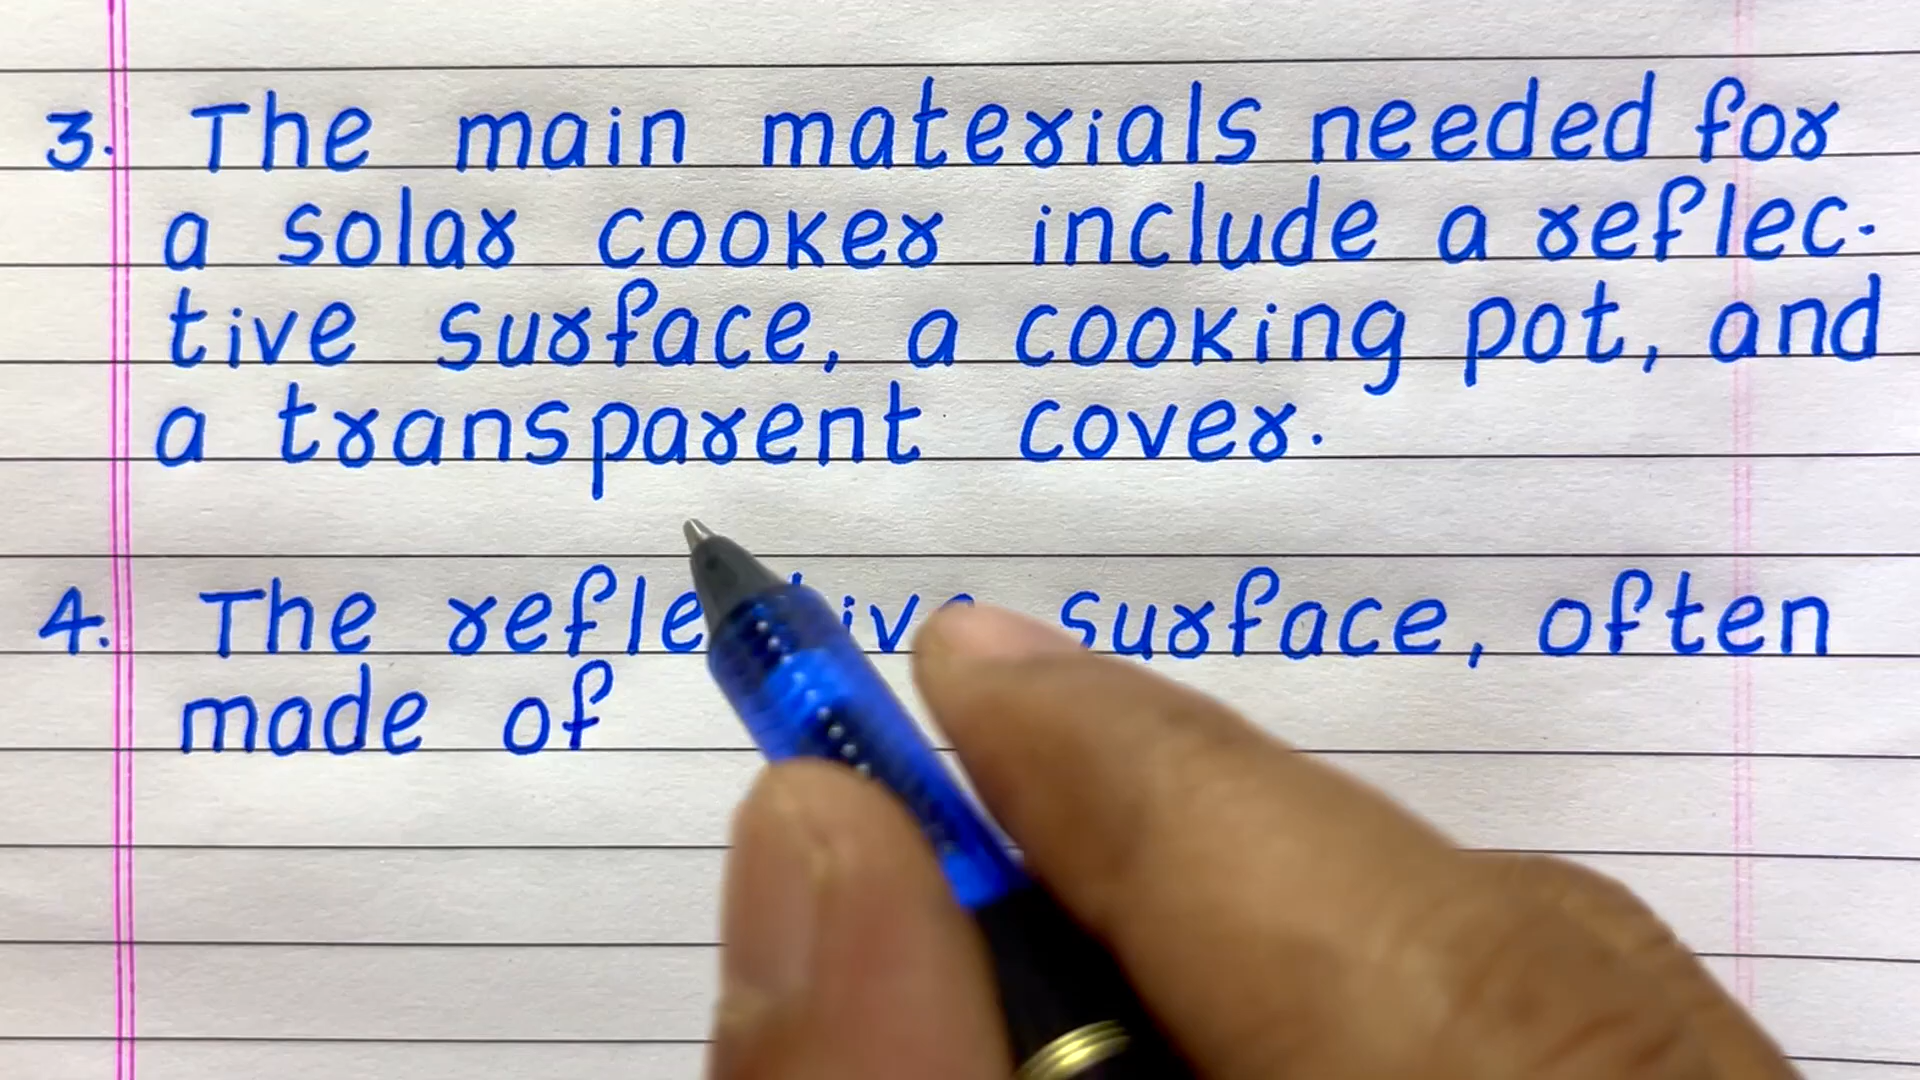 3. The main materials needed for
a solar cooker include a reflec-
tive surface, a cooking pot, and
a transparent cover.
4. The reflective surface, often
made of